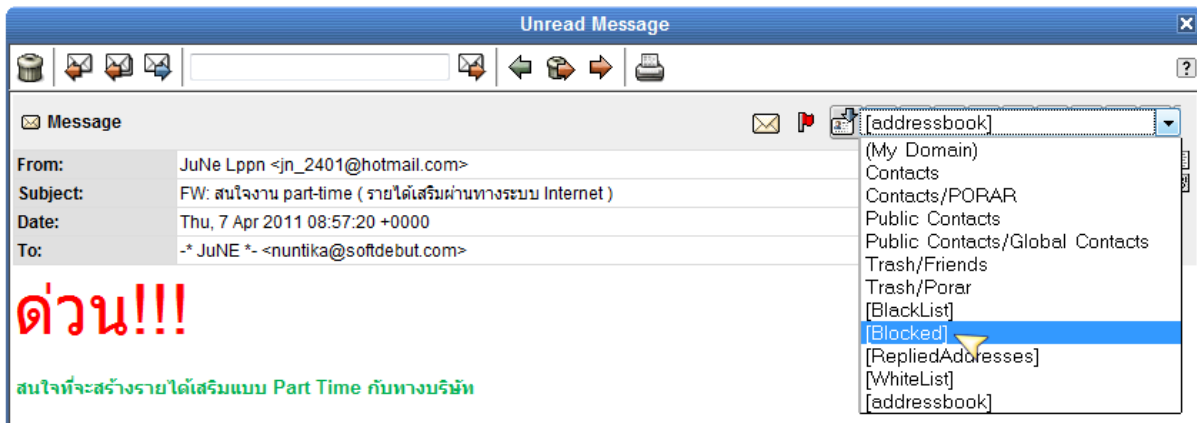 Unread Message
Message
[addressbook]
From: JuNe Lppn <jn_2401@hotmail.com>
Subject: FW: สนใจงาน part-time ( รายได้เสริมผ่านทางระบบ Internet )
Date: Thu, 7 Apr 2011 08:57:20 +0000
To: -* JuNE *- <nuntika@softdebut.com>
(My Domain)
Contacts
Contacts/PORAR
Public Contacts
Public Contacts/Global Contacts
Trash/Friends
Trash/Porar
[BlackList]
[Blocked]
[RepliedAddresses]
[WhiteList]
[addressbook]
ด่วน!!!
สนใจที่จะสร้างรายได้เสริมแบบ Part Time กับทางบริษัท